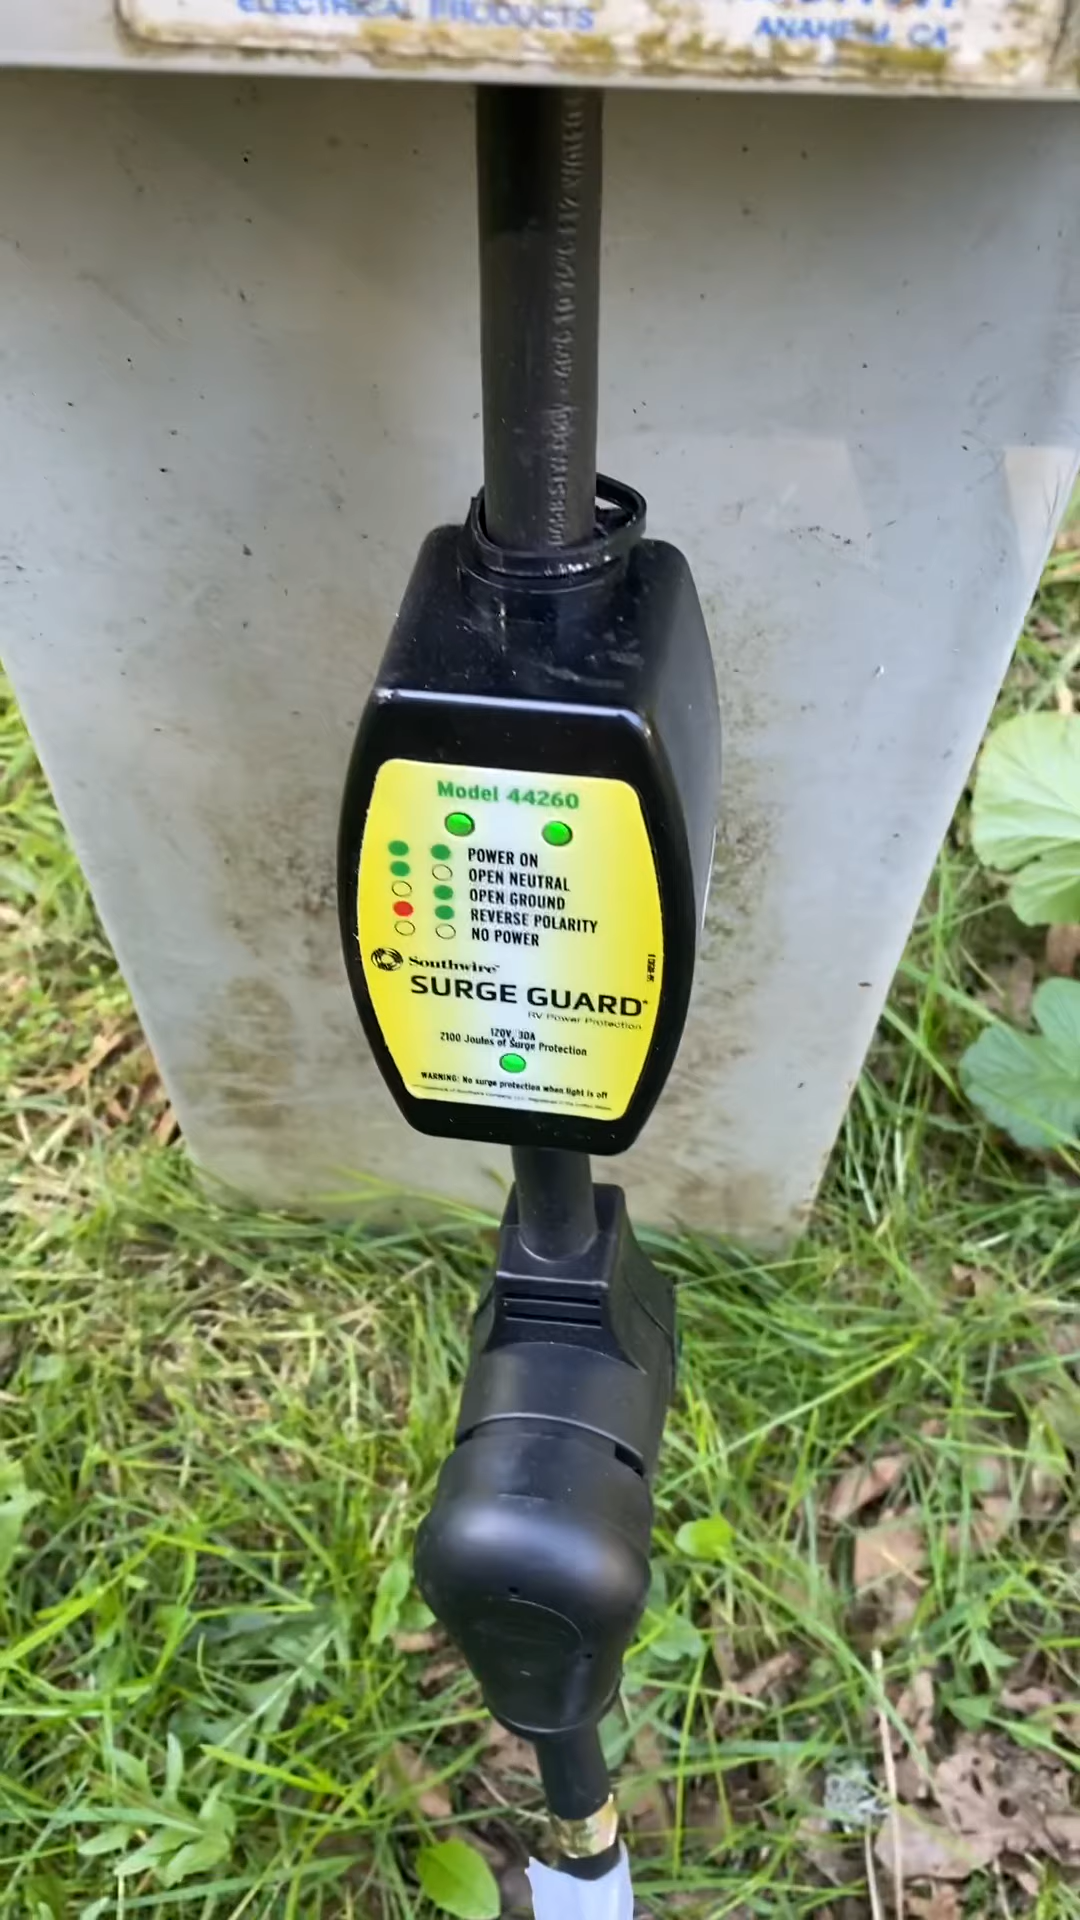 ELECTRICAL PRODUCTS
ANAHEIM, CA
Model 44260
POWER ON
OPEN NEUTRAL
OPEN GROUND
REVERSE POLARITY
NO POWER
Southwire™
SURGE GUARD®
RV Power Protection
120V, 30A
2100 Joules of Surge Protection
WARNING: No surge protection when light is off